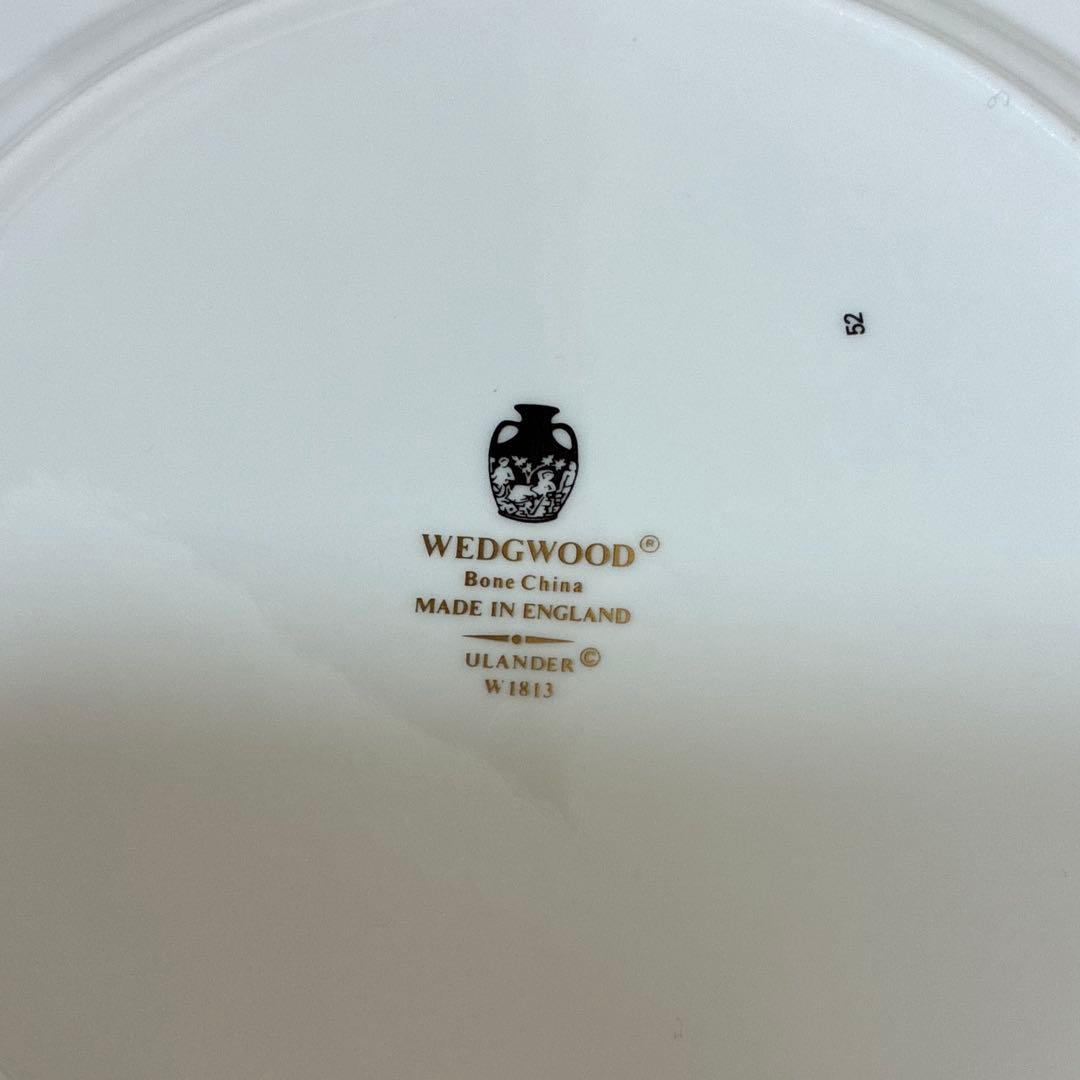 52
WEDGWOOD®
Bone China
MADE IN ENGLAND
ULANDER©
W1813